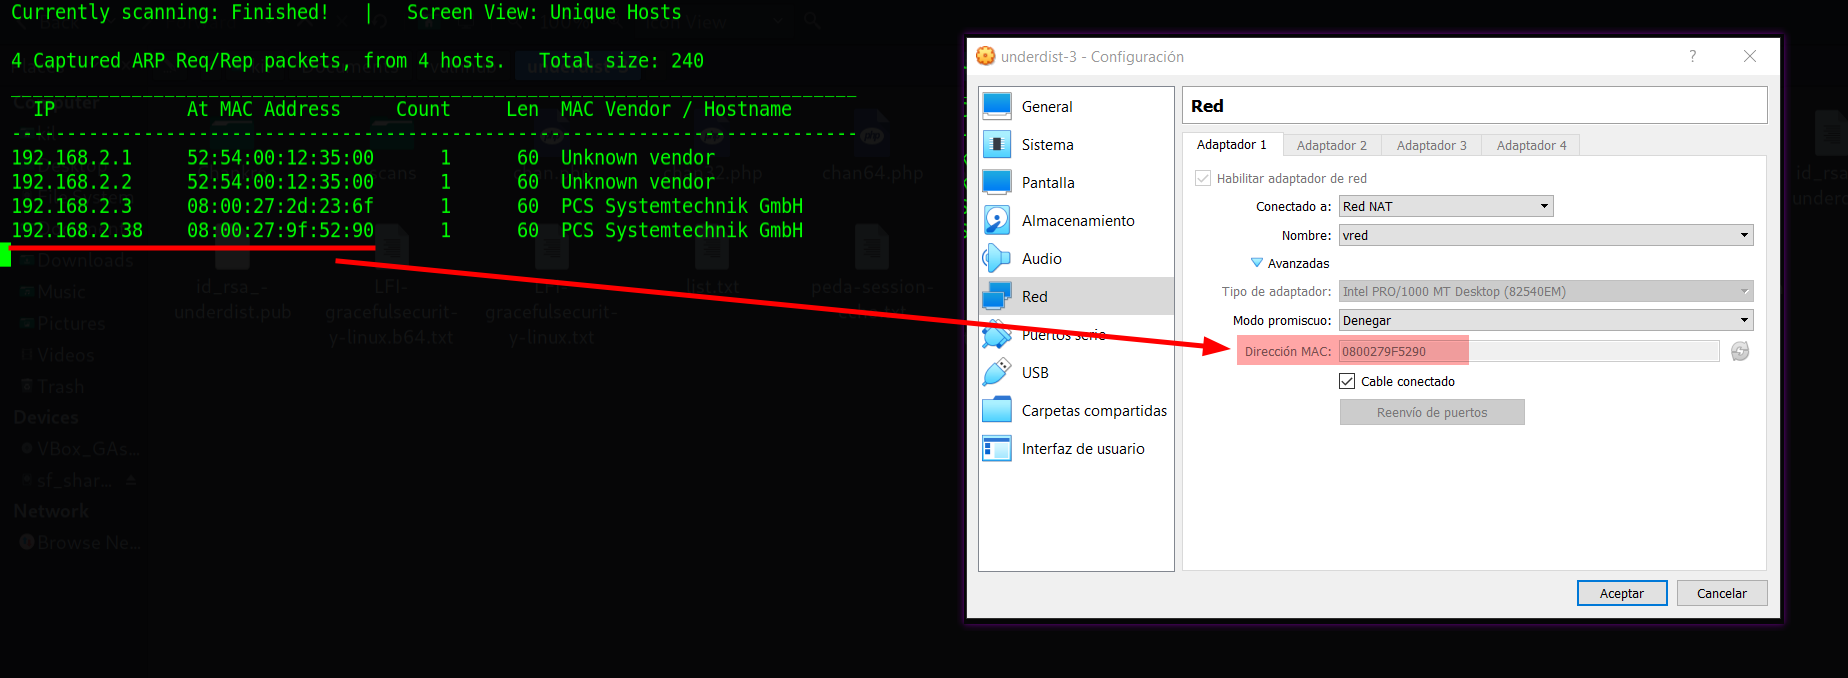 Currently scanning: Finished!   |   Screen View: Unique Hosts
4 Captured ARP Req/Rep packets, from 4 hosts.   Total size: 240
IP            At MAC Address     Count     Len  MAC Vendor / Hostname
192.168.2.1     52:54:00:12:35:00      1      60  Unknown vendor
192.168.2.2     52:54:00:12:35:00      1      60  Unknown vendor
192.168.2.3     08:00:27:2d:23:6f      1      60  PCS Systemtechnik GmbH
192.168.2.38    08:00:27:9f:52:90      1      60  PCS Systemtechnik GmbH
Computer
Downloads
Music
Pictures
Videos
Trash
Devices
VBox_GAs...
sf_shar...
Network
Browse Ne...
chan64.php
id_rsa_-
underdist.pub
LFI-
gracefulsecurit-
y-linux.b64.txt
gracefulsecurit-
y-linux.txt
list.txt
peda-session-
id_rsa
underdist-3 - Configuración
General
Sistema
Pantalla
Almacenamiento
Audio
Red
Puertos serie
USB
Carpetas compartidas
Interfaz de usuario
Red
Adaptador 1
Adaptador 2
Adaptador 3
Adaptador 4
Habilitar adaptador de red
Conectado a: Red NAT
Nombre: vred
Avanzadas
Tipo de adaptador: Intel PRO/1000 MT Desktop (82540EM)
Modo promiscuo: Denegar
Dirección MAC: 0800279F5290
Cable conectado
Reenvío de puertos
Aceptar
Cancelar